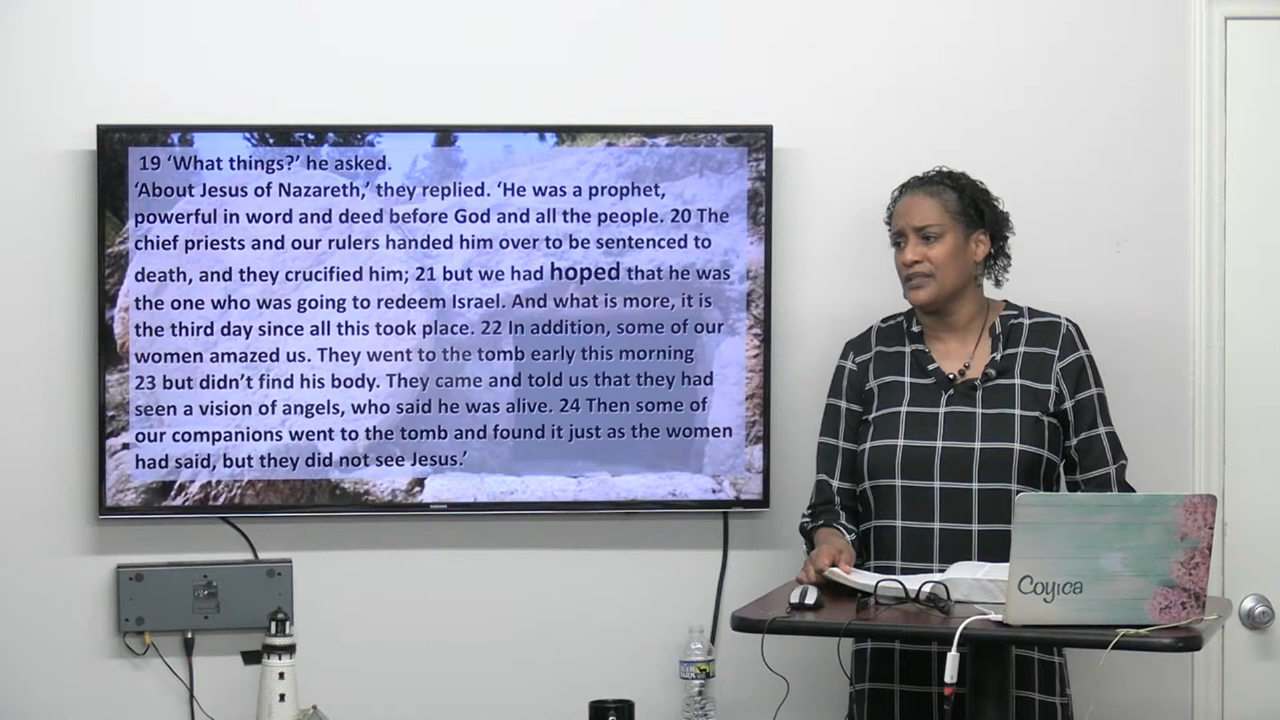 19 ‘What things?’ he asked.
‘About Jesus of Nazareth,’ they replied. ‘He was a prophet,
powerful in word and deed before God and all the people. 20 The
chief priests and our rulers handed him over to be sentenced to
death, and they crucified him; 21 but we had hoped that he was
the one who was going to redeem Israel. And what is more, it is
the third day since all this took place. 22 In addition, some of our
women amazed us. They went to the tomb early this morning
23 but didn’t find his body. They came and told us that they had
seen a vision of angels, who said he was alive. 24 Then some of
our companions went to the tomb and found it just as the women
had said, but they did not see Jesus.’
Coyica